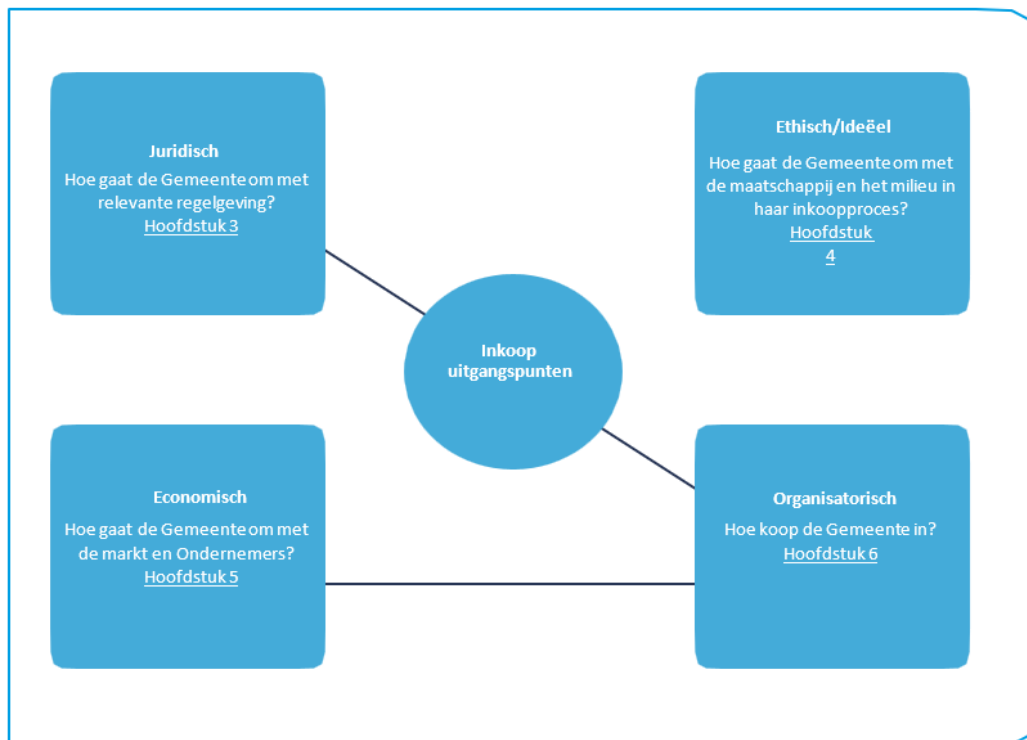 Juridisch
Hoe gaat de Gemeente om met
relevante regelgeving?
Hoofdstuk 3
Ethisch/Ideëel
Hoe gaat de Gemeente om met
de maatschappij en het milieu in
haar inkoopproces?
Hoofdstuk
4
Inkoop
uitgangspunten
Economisch
Hoe gaat de Gemeente om met
de markt en Ondernemers?
Hoofdstuk 5
Organisatorisch
Hoe koop de Gemeente in?
Hoofdstuk 6